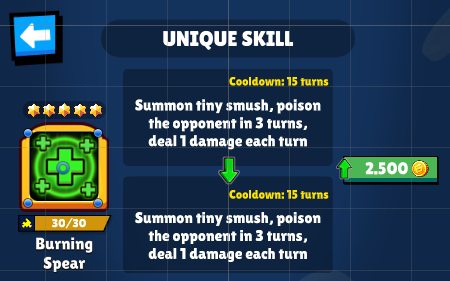 UNIQUE SKILL
Cooldown: 15 turns
Summon tiny smush, poison
the opponent in 3 turns,
deal 1 damage each turn
2.500
Cooldown: 15 turns
30/30
Summon tiny smush, poison
the opponent in 3 turns,
deal 1 damage each turn
Burning
Spear